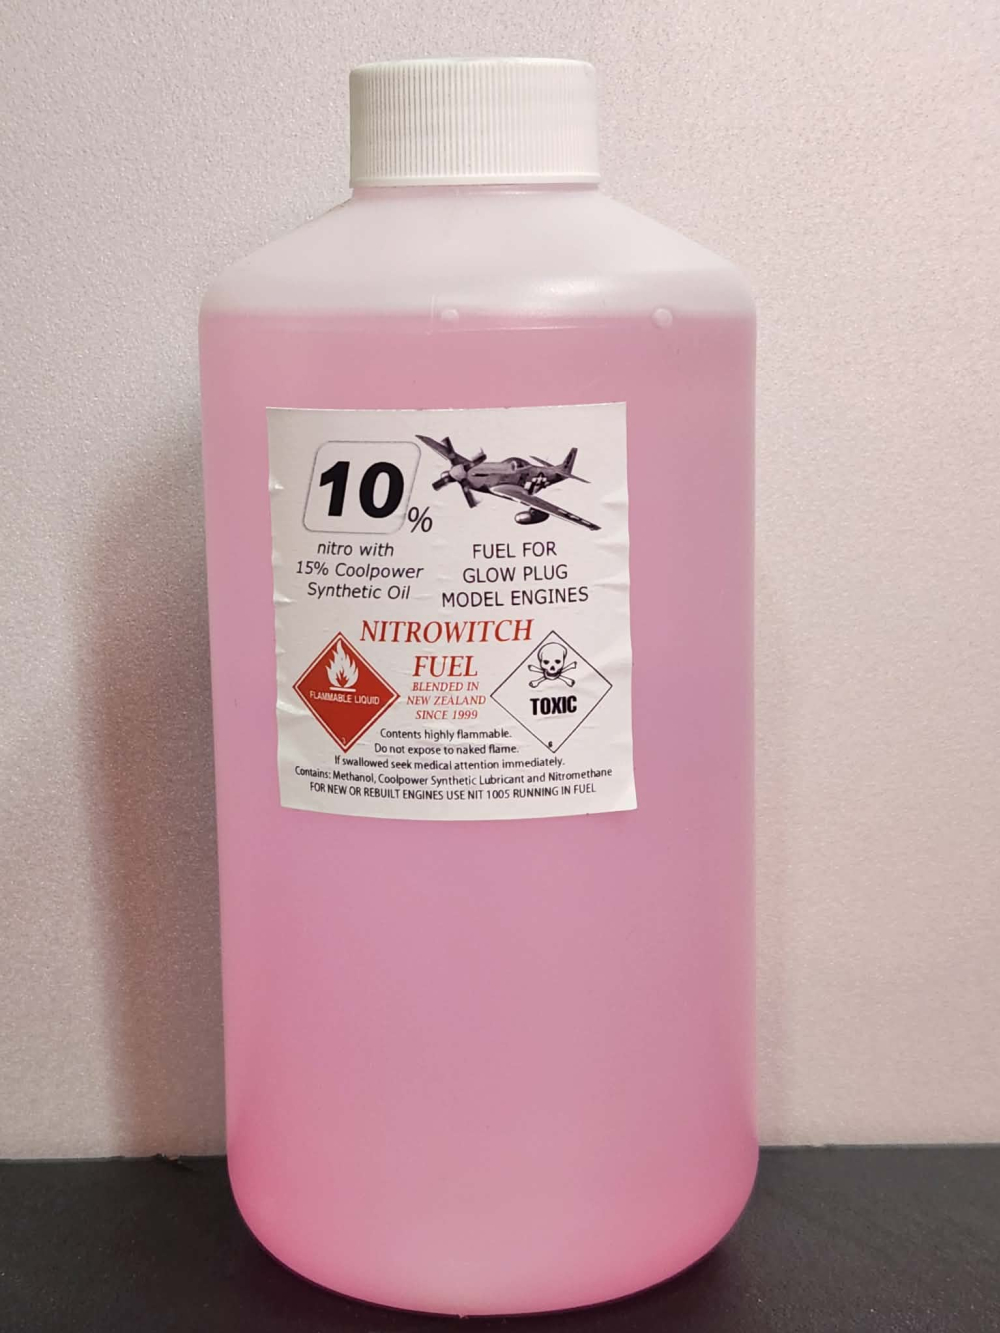 10%
nitro with
15% Coolpower
Synthetic Oil
FUEL FOR
GLOW PLUG
MODEL ENGINES
NITROWITCH
FUEL
BLENDED IN
NEW ZEALAND
SINCE 1999
FLAMMABLE LIQUID
3
TOXIC
6
Contents highly flammable.
Do not expose to naked flame.
If swallowed seek medical attention immediately.
Contains: Methanol, Coolpower Synthetic Lubricant and Nitromethane
FOR NEW OR REBUILT ENGINES USE NIT 1005 RUNNING IN FUEL